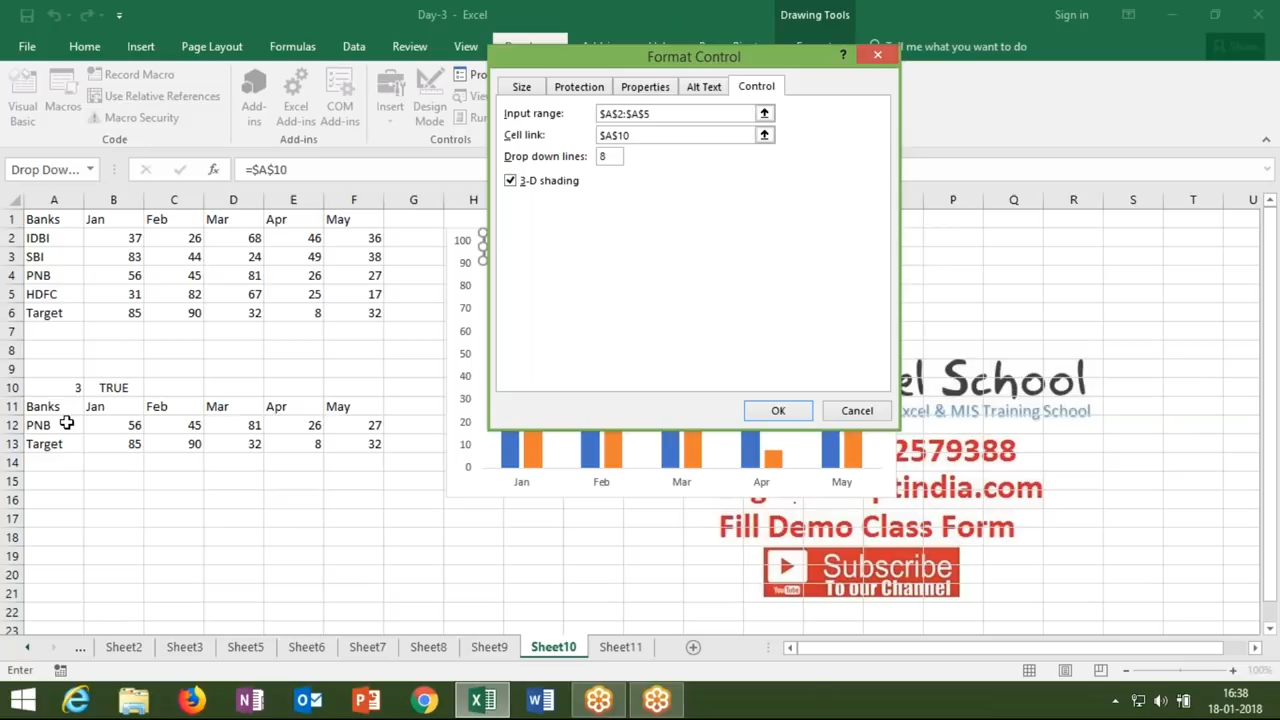 Day-3 - Excel
Drawing Tools
Sign in
File Home Insert Page Layout Formulas Data Review View
Tell me what you want to do
Format Control
?
Size Protection Properties Alt Text Control
Input range: $A$2:$A$5
Cell link: $A$10
Drop down lines: 8
3-D shading
OK Cancel
Visual Basic
Macros
Record Macro
Use Relative References
Macro Security
Code
Add-ins
Excel Add-ins
COM Add-ins
Add-ins
Insert
Design Mode
Pro
Vie
Run
Controls
Drop Dow...
fx
=$A$10
A B C D E F G H P Q R S T U
1 Banks Jan Feb Mar Apr May
2 IDBI 37 26 68 46 36
3 SBI 83 44 24 49 38
4 PNB 56 45 81 26 27
5 HDFC 31 82 67 25 17
6 Target 85 90 32 8 32
7
8
9
10 3 TRUE
11 Banks Jan Feb Mar Apr May
12 PNB 56 45 81 26 27
13 Target 85 90 32 8 32
14
15
16
17
18
19
20
21
22
23
100
90
80
70
60
50
40
30
20
10
0
Jan Feb Mar Apr May
el School
Excel & MIS Training School
2579388
tindia.com
Fill Demo Class Form
Subscribe
YouTube
To our Channel
... Sheet2 Sheet3 Sheet5 Sheet6 Sheet7 Sheet8 Sheet9 Sheet10 Sheet11
Enter
100%
16:38
18-01-2018